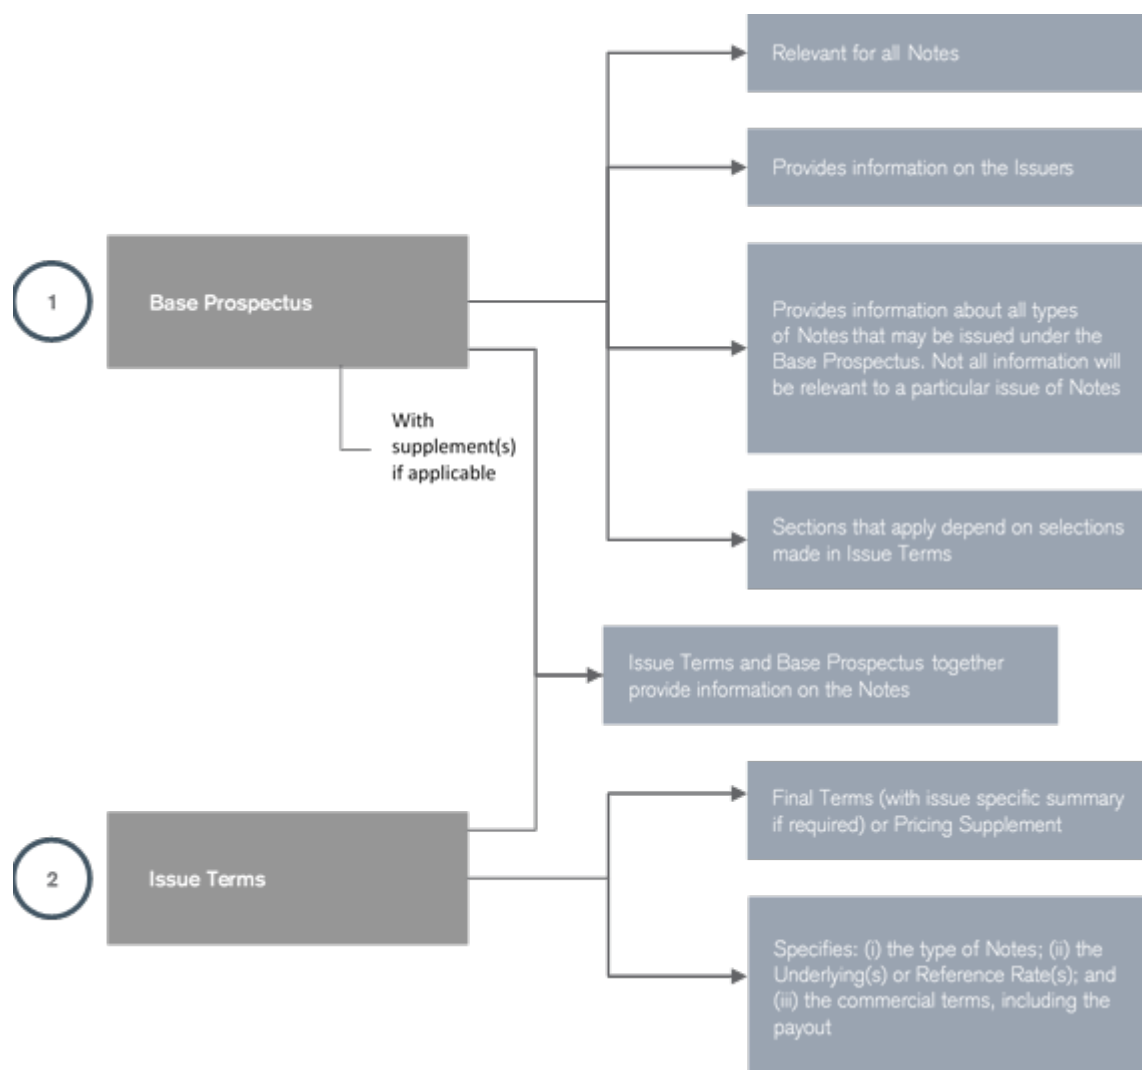 Relevant for all Notes
Provides information on the Issuers
1
Base Prospectus
Provides information about all types
of Notes that may be issued under the
Base Prospectus. Not all information will
be relevant to a particular issue of Notes
With
supplement(s)
if applicable
Sections that apply depend on selections
made in Issue Terms
Issue Terms and Base Prospectus together
provide information on the Notes
2
Issue Terms
Final Terms (with issue specific summary
if required) or Pricing Supplement
Specifies: (i) the type of Notes; (ii) the
Underlying(s) or Reference Rate(s); and
(iii) the commercial terms, including the
payout